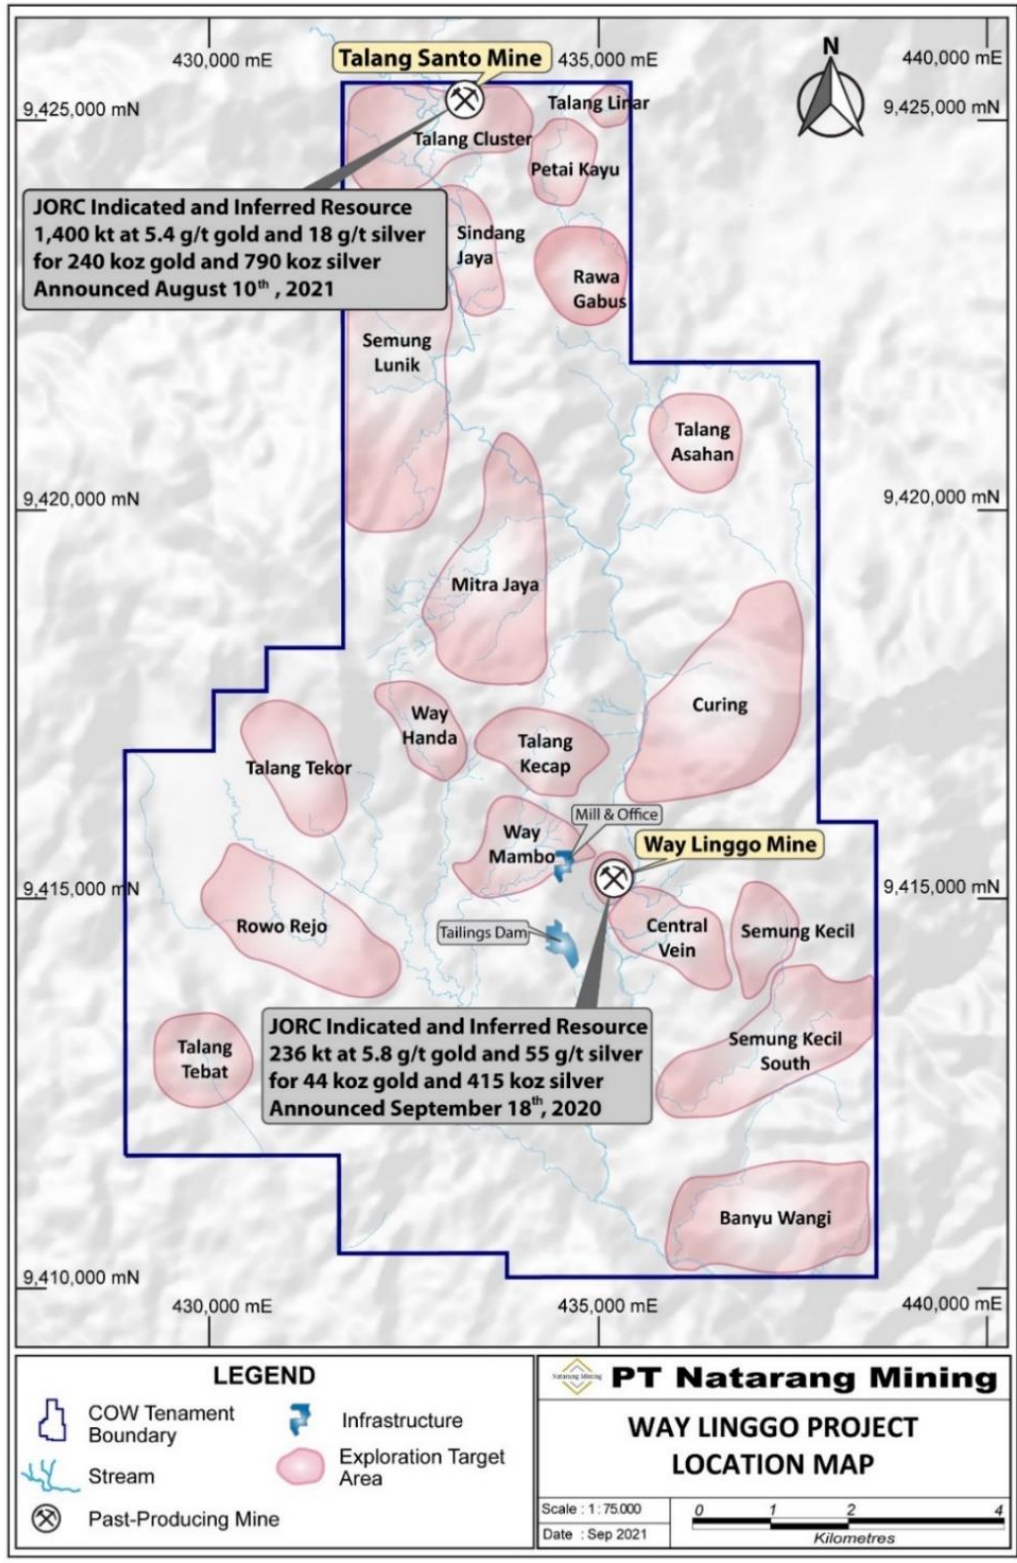 430,000 mE
Talang Santo Mine
435,000 mE
440,000 mE
N
9,425,000 mN
9,425,000 mN
Talang Linar
Talang Cluster
Petai Kayu
JORC Indicated and Inferred Resource
1,400 kt at 5.4 g/t gold and 18 g/t silver
for 240 koz gold and 790 koz silver
Announced August 10th , 2021
Sindang
Jaya
Rawa
Gabus
Semung
Lunik
Talang
Asahan
9,420,000 mN
9,420,000 mN
Mitra Jaya
Curing
Way
Handa
Talang
Kecap
Talang Tekor
Mill & Office
Way
Mambo
Way Linggo Mine
9,415,000 mN
9,415,000 mN
Rowo Rejo
Tailings Dam
Central
Vein
Semung Kecil
JORC Indicated and Inferred Resource
236 kt at 5.8 g/t gold and 55 g/t silver
for 44 koz gold and 415 koz silver
Announced September 18th, 2020
Semung Kecil
South
Talang
Tebat
Banyu Wangi
9,410,000 mN
430,000 mE
435,000 mE
440,000 mE
LEGEND
COW Tenament
Boundary
Stream
Past-Producing Mine
Infrastructure
Exploration Target
Area
Natarang Mining
PT Natarang Mining
WAY LINGGO PROJECT
LOCATION MAP
Scale : 1 : 75.000
Date : Sep 2021
0 1 2 4
Kilometres